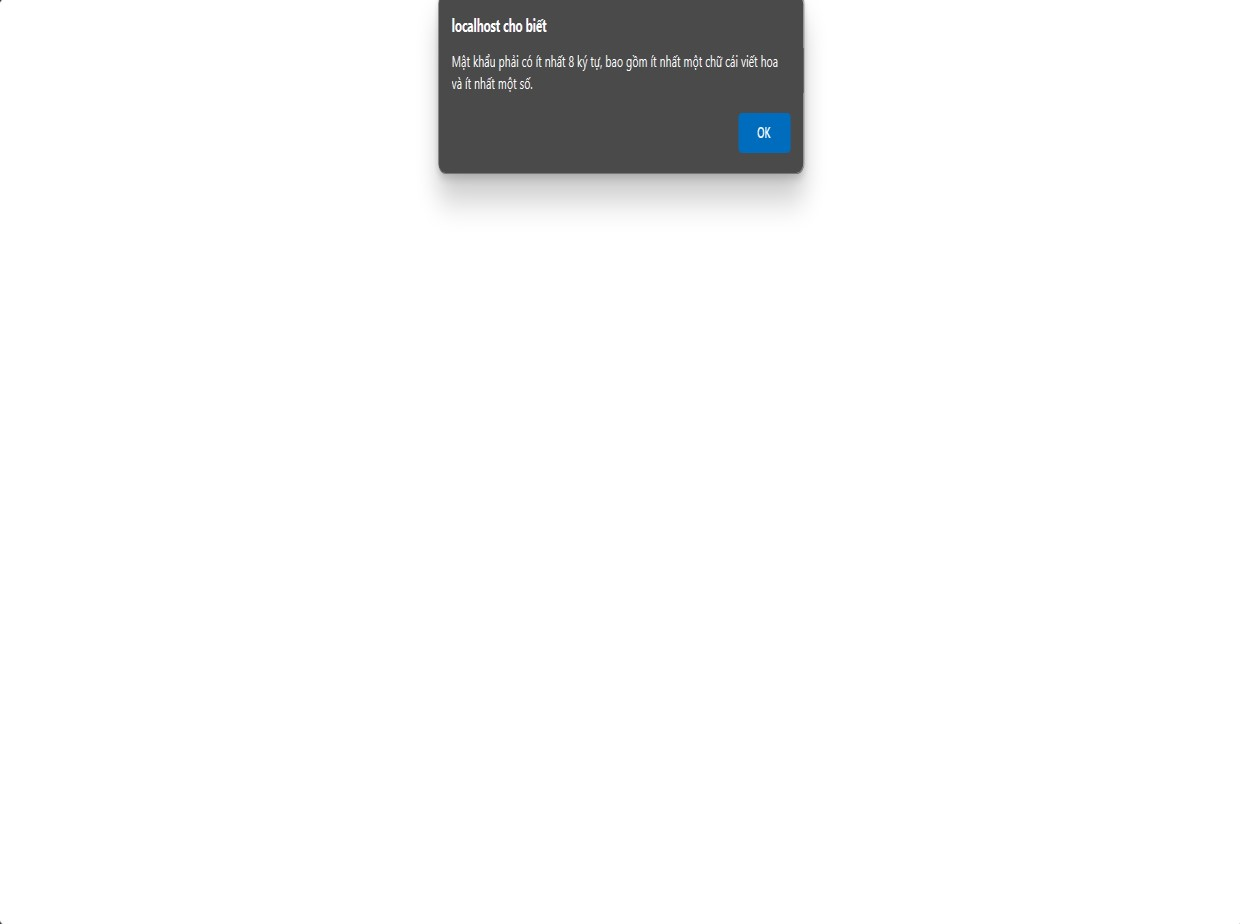 localhost cho biết
Mật khẩu phải có ít nhất 8 ký tự, bao gồm ít nhất một chữ cái viết hoa
và ít nhất một số.
OK